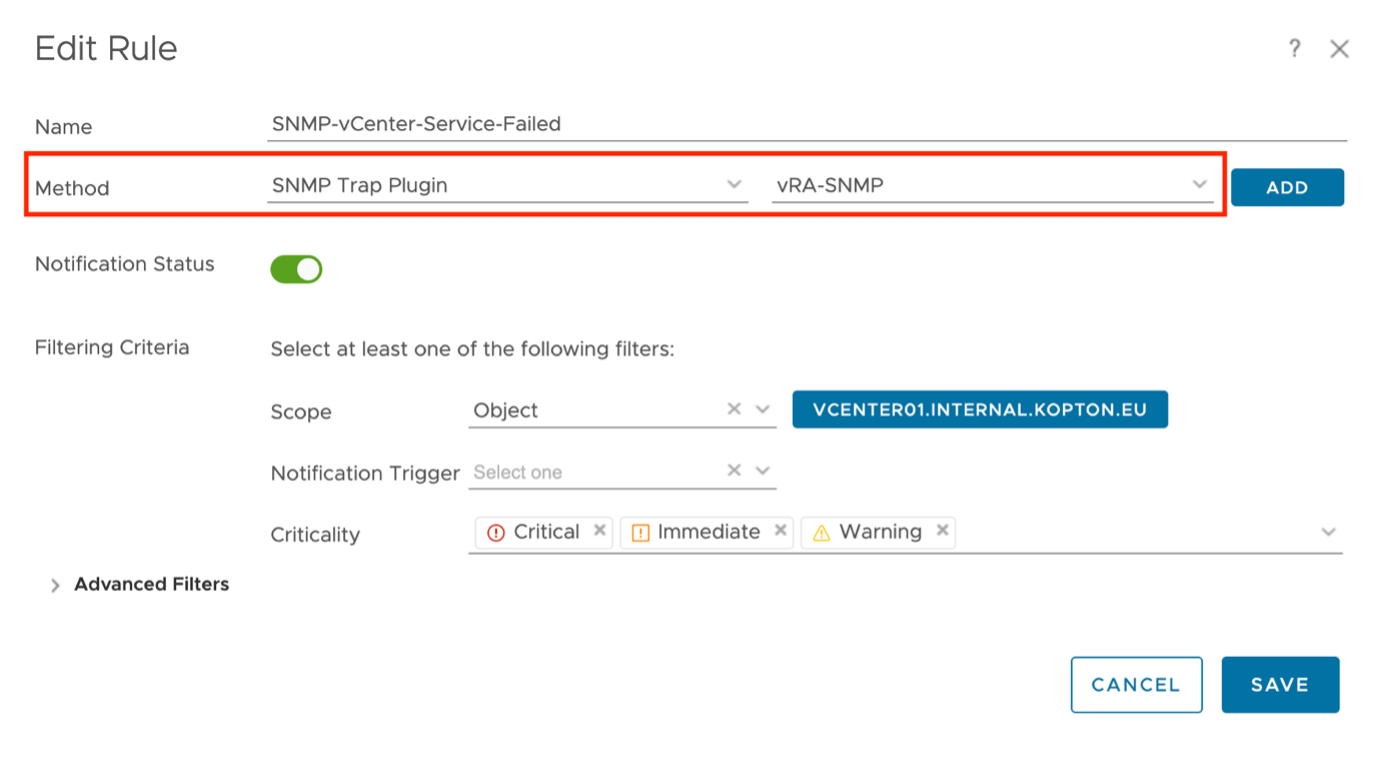 Edit Rule ?
Name SNMP-vCenter-Service-Failed
Method SNMP Trap Plugin vRA-SNMP ADD
Notification Status
Filtering Criteria Select at least one of the following filters:
Scope Object VCENTER01.INTERNAL.KOPTON.EU
Notification Trigger Select one
Criticality Critical Immediate Warning
Advanced Filters
CANCEL SAVE